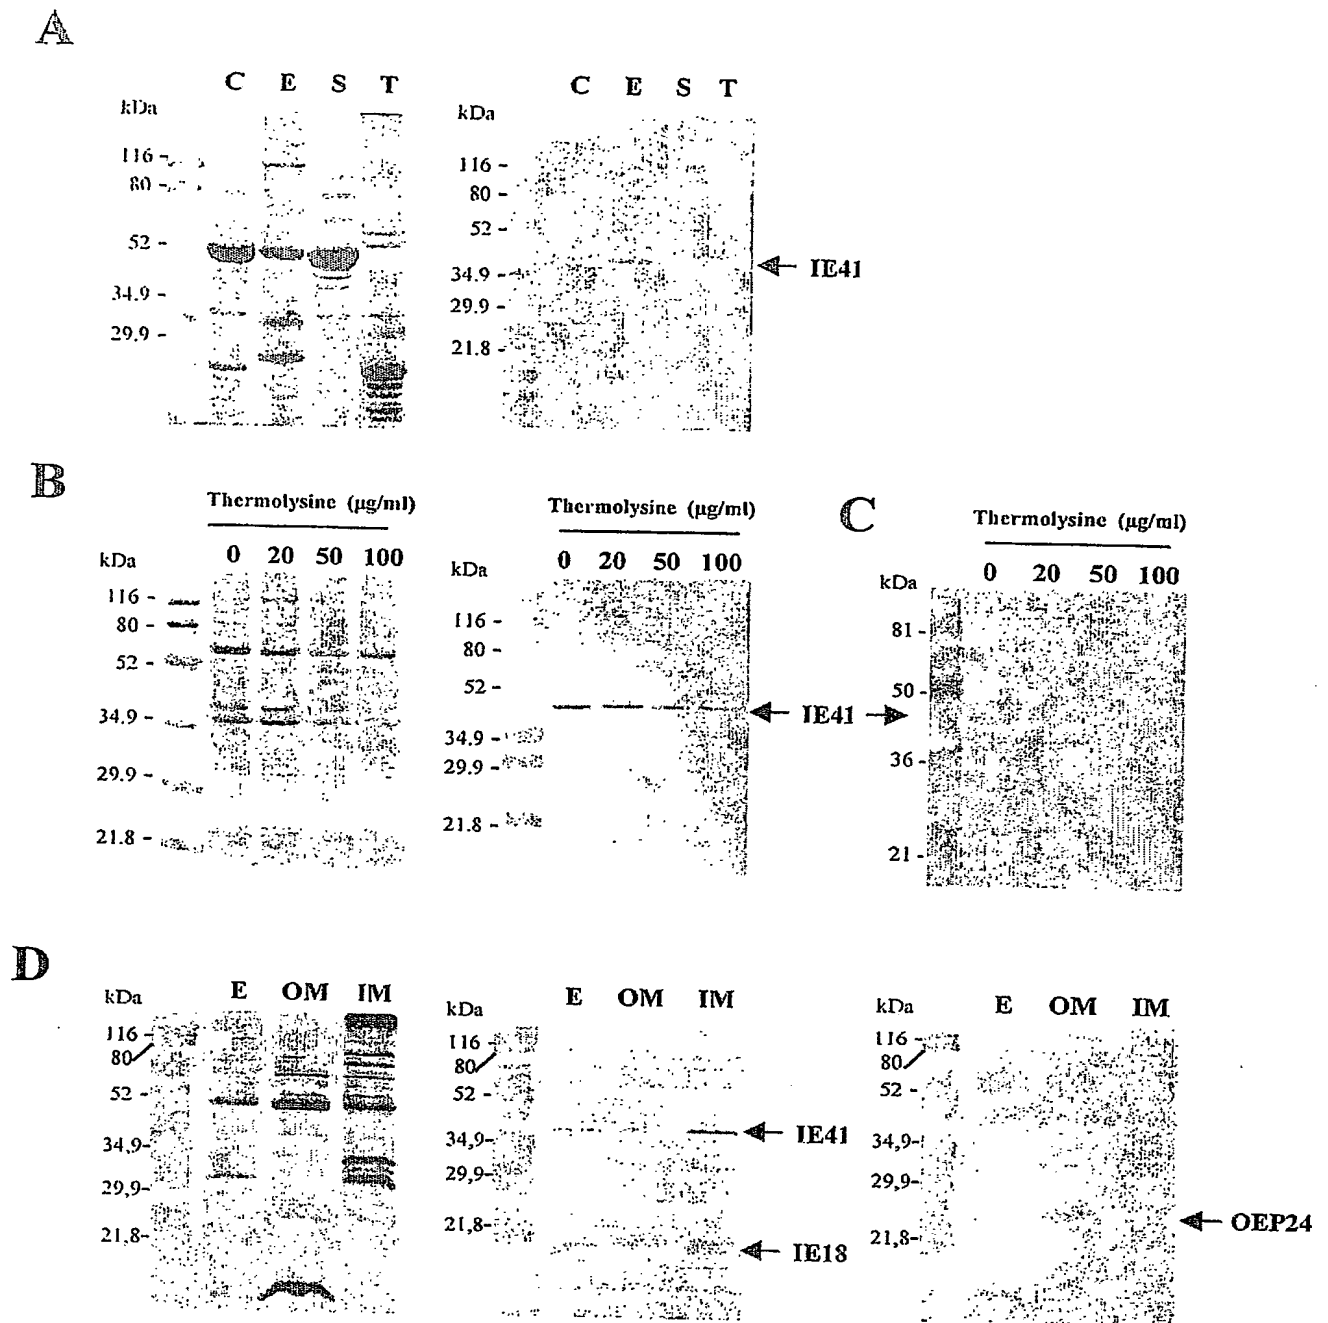 A
C E S T
kDa
116 -
80 -
52 -
34.9 -
29.9 -
C E S T
kDa
116 -
80 -
52 -
34.9 -
29.9 -
21.8 -
IE41
B
Thermolysine (µg/ml)
0 20 50 100
kDa
116 -
80 -
52 -
34.9 -
29.9 -
21.8 -
Thermolysine (µg/ml)
0 20 50 100
kDa
116 -
80 -
52 -
34.9 -
29.9 -
21.8 -
IE41
C
Thermolysine (µg/ml)
0 20 50 100
kDa
81 -
50 -
36 -
21 -
D
E OM IM
kDa
116 -
80
52 -
34,9-
29,9-
21,8-
E OM IM
kDa
116 -
80
52 -
34,9-
29,9-
21,8-
IE41
IE18
E OM IM
kDa
116 -
80
52 -
34,9-
29,9-
21,8-
OEP24